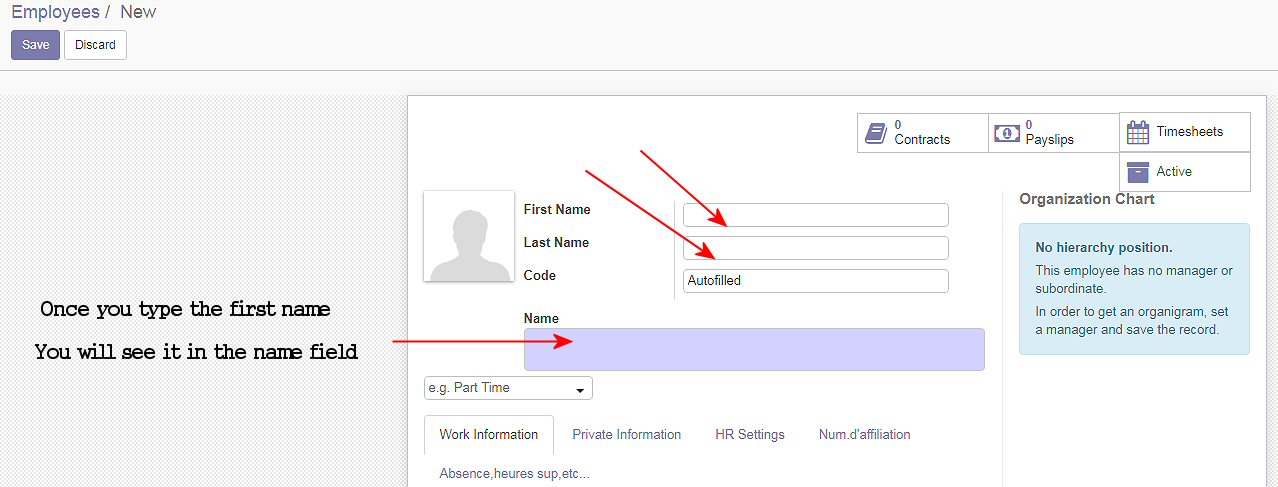 Employees / New
Save Discard
0
Contracts
0
Payslips
Timesheets
Active
First Name
Last Name
Code
Autofilled
Organization Chart
No hierarchy position.
This employee has no manager or
subordinate.
In order to get an organigram, set
a manager and save the record.
Once you type the first name
You will see it in the name field
Name
e.g. Part Time
Work Information Private Information HR Settings Num.d'affiliation
Absence,heures sup,etc...